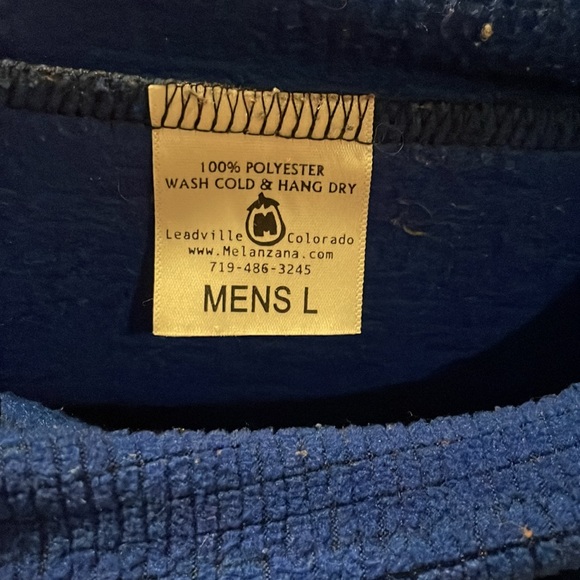 100% POLYESTER
WASH COLD & HANG DRY
M
Leadville Colorado
www.Melanzana.com
719-486-3245
MENS L